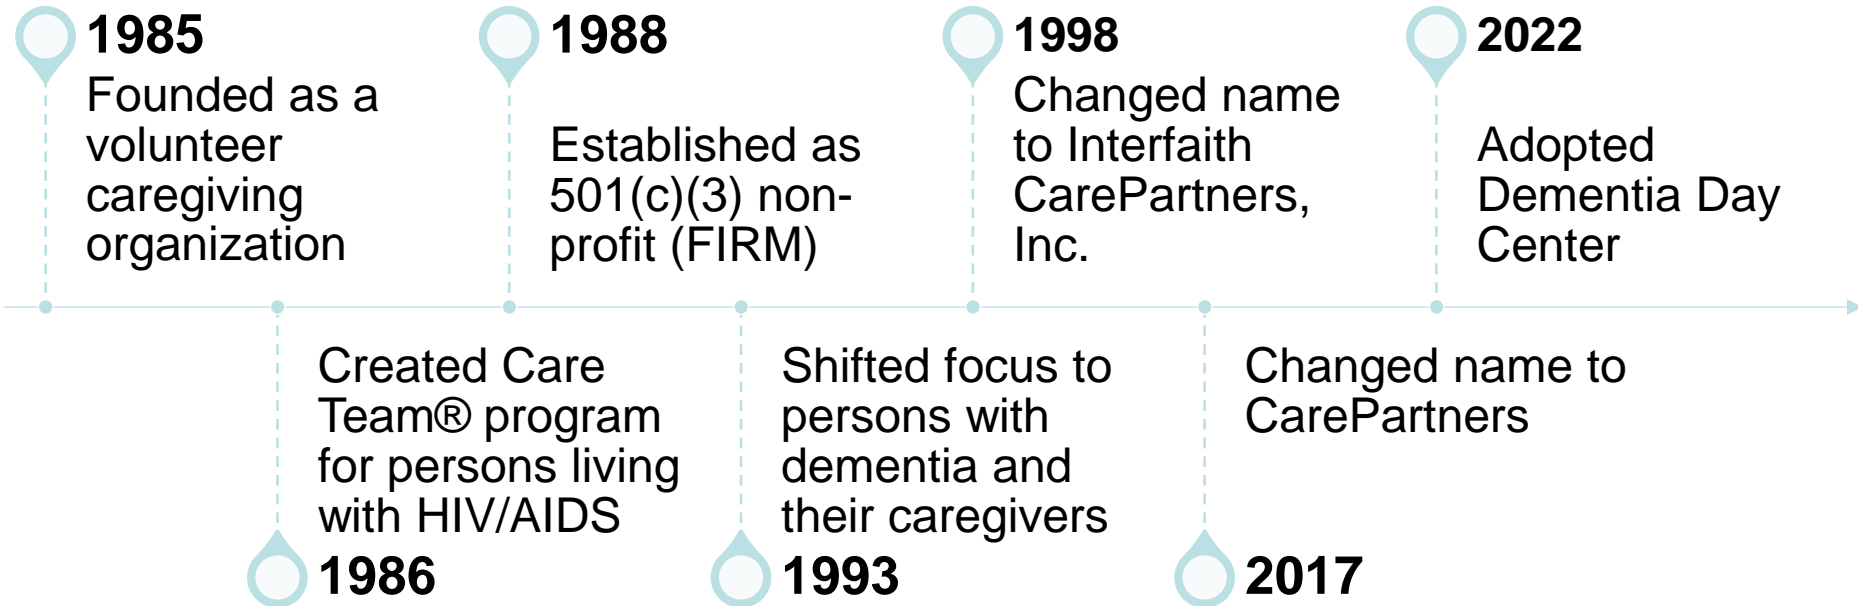 1985
Founded as a
volunteer
caregiving
organization
1986
Created Care
Team® program
for persons living
with HIV/AIDS
1988
Established as
501(c)(3) non-
profit (FIRM)
1993
Shifted focus to
persons with
dementia and
their caregivers
1998
Changed name
to Interfaith
CarePartners,
Inc.
2017
Changed name to
CarePartners
2022
Adopted
Dementia Day
Center